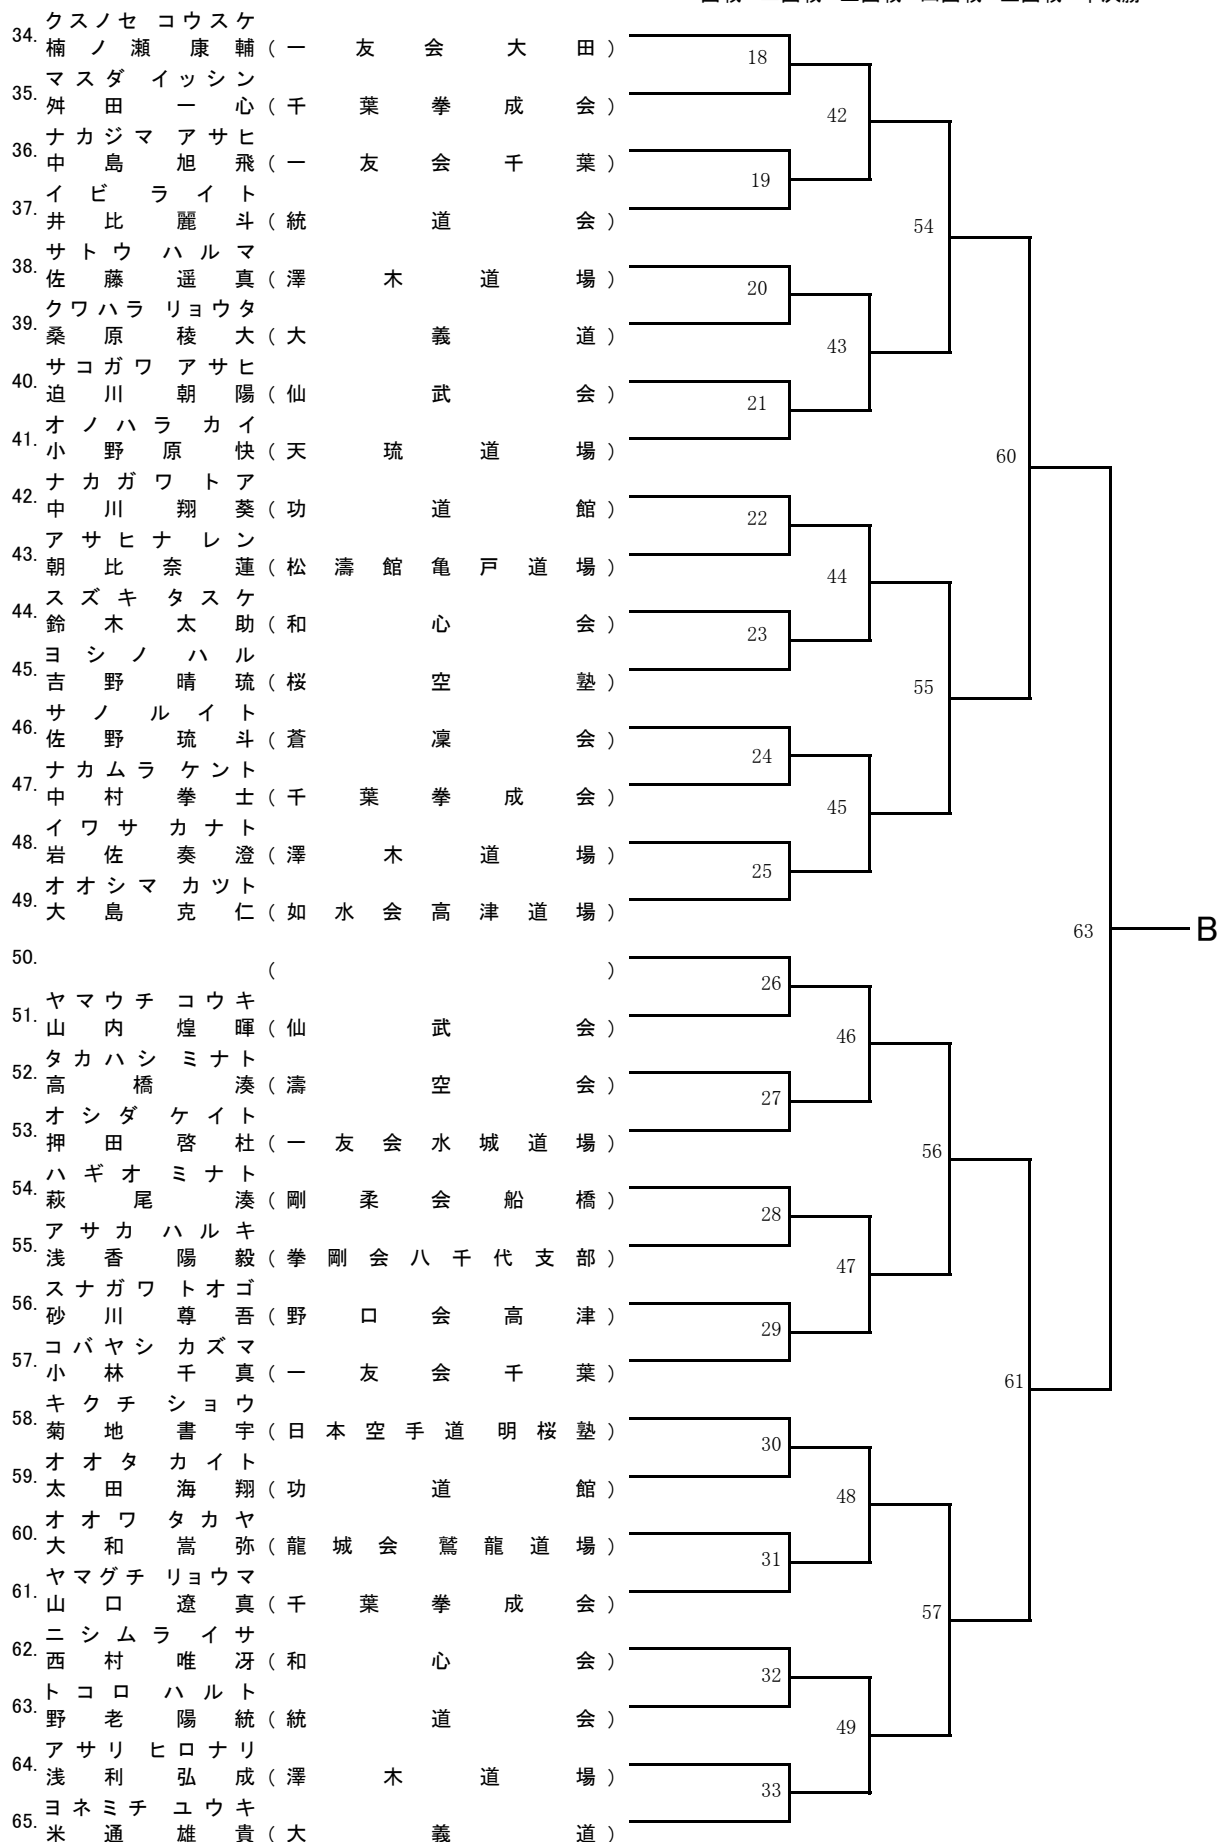 クスノセ コウスケ
34. 楠ノ瀬 康輔 (一友会大田)
18
マスダ イッシン
35. 舛田 一心 (千葉拳成会)
42
ナカジマ アサヒ
36. 中島 旭飛 (一友会千葉)
19
イビ ライト
37. 井比 麗斗 (統道会)
54
サトウ ハルマ
38. 佐藤 遥真 (澤木道場)
20
クワハラ リョウタ
39. 桑原 稜大 (大義道)
43
サコガワ アサヒ
40. 迫川 朝陽 (仙武会)
21
オノハラ カイ
41. 小野原 快 (天琉道場)
60
ナカガワ トア
42. 中川 翔葵 (功道館)
22
アサヒナ レン
43. 朝比奈 蓮 (松濤館亀戸道場)
44
スズキ タスケ
44. 鈴木 太助 (和心会)
23
ヨシノ ハル
45. 吉野 晴琉 (桜空塾)
55
サノ ルイト
46. 佐野 琉斗 (蒼凜会)
24
ナカムラ ケント
47. 中村 拳士 (千葉拳成会)
45
イワサ カナト
48. 岩佐 奏澄 (澤木道場)
25
オオシマ カツト
49. 大島 克仁 (如水会高津道場)
63 B
50. ( )
26
ヤマウチ コウキ
51. 山内 煌暉 (仙武会)
46
タカハシ ミナト
52. 高橋 湊 (濤空会)
27
オシダ ケイト
53. 押田 啓杜 (一友会水城道場)
56
ハギオ ミナト
54. 萩尾 湊 (剛柔会船橋)
28
アサカ ハルキ
55. 浅香 陽毅 (拳剛会八千代支部)
47
スナガワ トオゴ
56. 砂川 尊吾 (野口会高津)
29
コバヤシ カズマ
57. 小林 千真 (一友会千葉)
61
キクチ ショウ
58. 菊地 書宇 (日本空手道 明桜塾)
30
オオタ カイト
59. 太田 海翔 (功道館)
48
オオワ タカヤ
60. 大和 嵩弥 (龍城会 鷲龍道場)
31
ヤマグチ リョウマ
61. 山口 遼真 (千葉拳成会)
57
ニシムラ イサ
62. 西村 唯冴 (和心会)
32
トコロ ハルト
63. 野老 陽統 (統道会)
49
アサリ ヒロナリ
64. 浅利 弘成 (澤木道場)
33
ヨネミチ ユウキ
65. 米通 雄貴 (大義道)